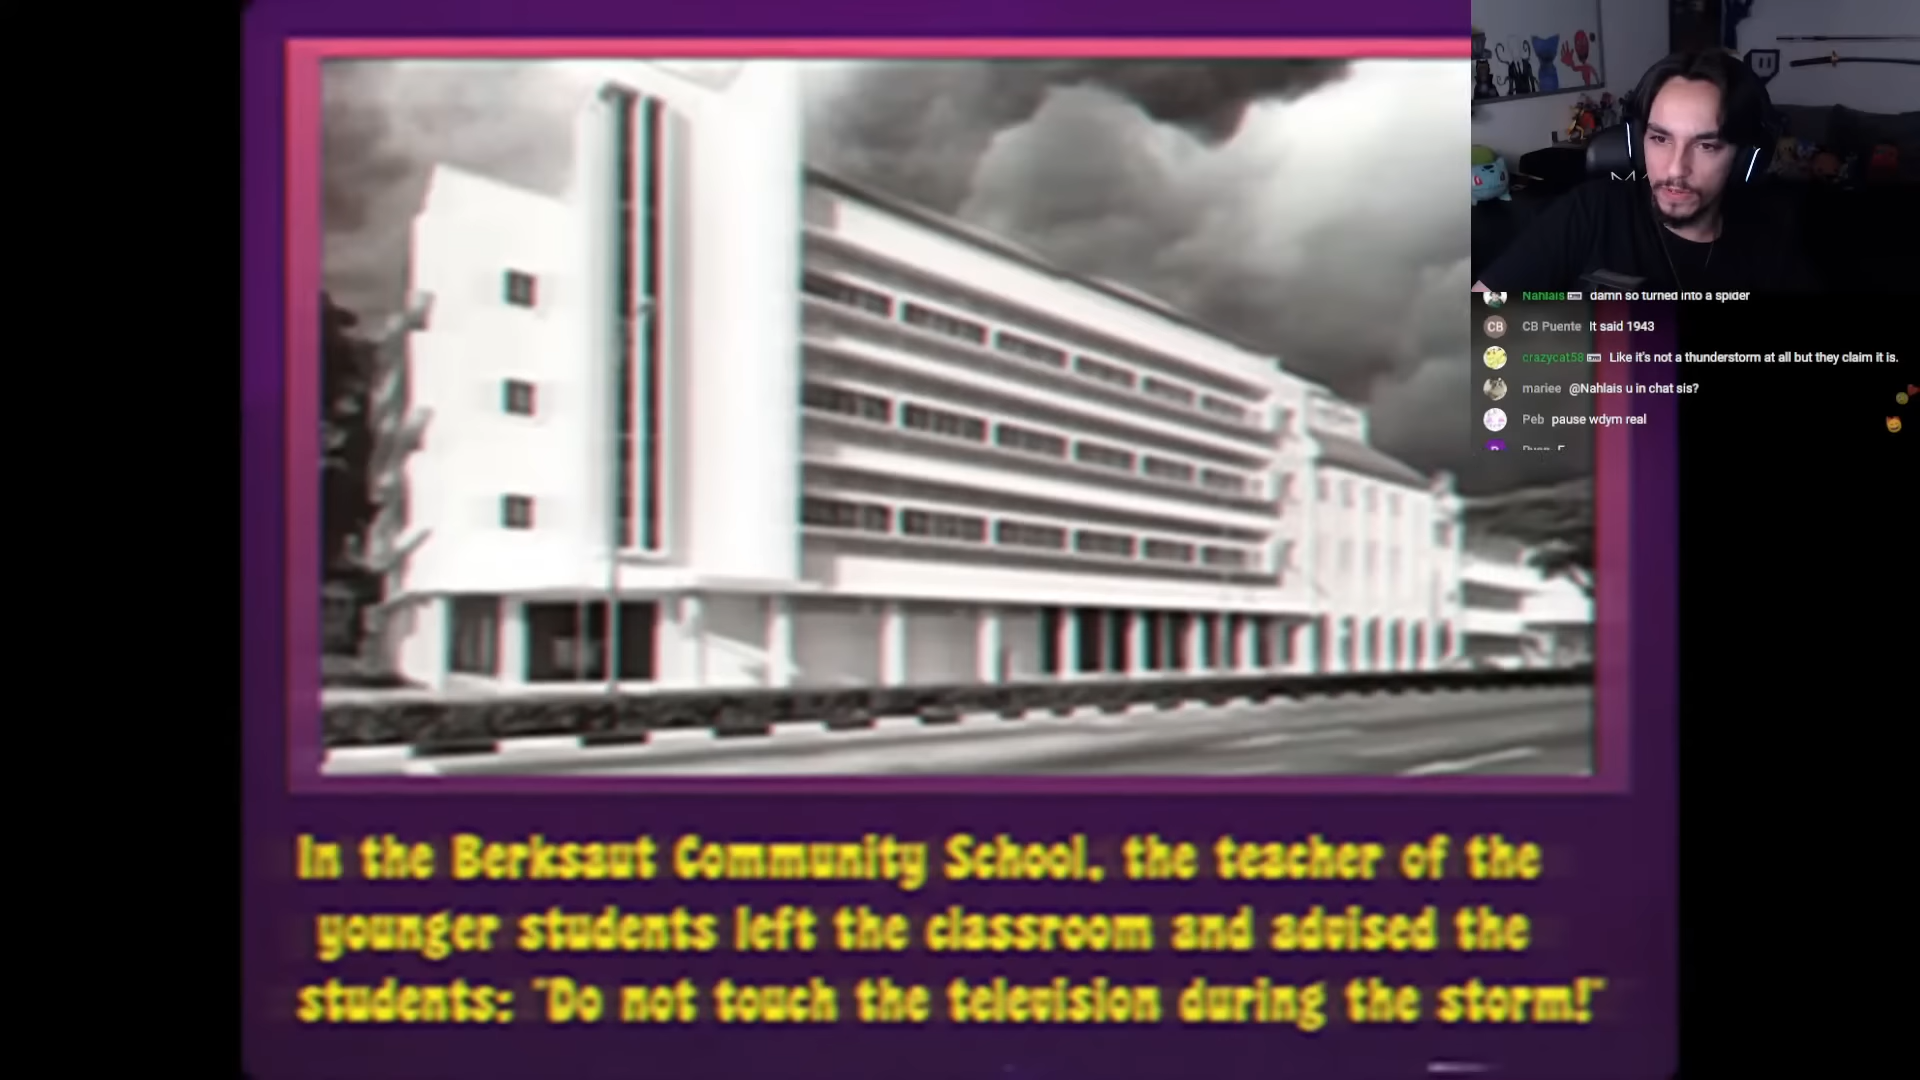 Nahlais damn so turned into a spider
CB CB Puente It said 1943
crazycat58 Like it's not a thunderstorm at all but they claim it is.
mariee @Nahlais u in chat sis?
Peb pause wdym real
In the Berksaut Community School, the teacher of the
younger students left the classroom and advised the
students: "Do not touch the television during the storm!"